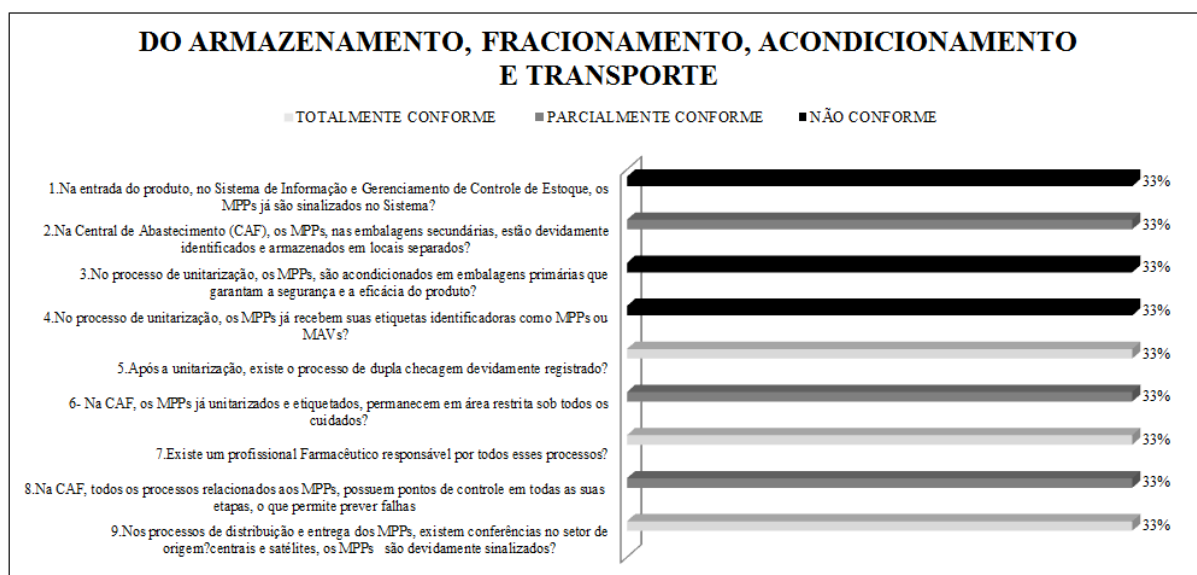 DO ARMAZENAMENTO, FRACIONAMENTO, ACONDICIONAMENTO
E TRANSPORTE
TOTALMENTE CONFORME PARCIALMENTE CONFORME NÃO CONFORME
1.Na entrada do produto, no Sistema de Informação e Gerenciamento de Controle de Estoque, os
MPPs já são sinalizados no Sistema?
33%
2.Na Central de Abastecimento (CAF), os MPPs, nas embalagens secundárias, estão devidamente
identificados e armazenados em locais separados?
33%
3.No processo de unitarização, os MPPs, são acondicionados em embalagens primárias que
garantam a segurança e a eficácia do produto?
33%
4.No processo de unitarização, os MPPs já recebem suas etiquetas identificadoras como MPPs ou
MAVs?
33%
5.Após a unitarização, existe o processo de dupla checagem devidamente registrado?
33%
6- Na CAF, os MPPs já unitarizados e etiquetados, permanecem em área restrita sob todos os
cuidados?
33%
7.Existe um profissional Farmacêutico responsável por todos esses processos?
33%
8.Na CAF, todos os processos relacionados aos MPPs, possuem pontos de controle em todas as suas
etapas, o que permite prever falhas
33%
9.Nos processos de distribuição e entrega dos MPPs, existem conferências no setor de
origem?centrais e satélites, os MPPs são devidamente sinalizados?
33%